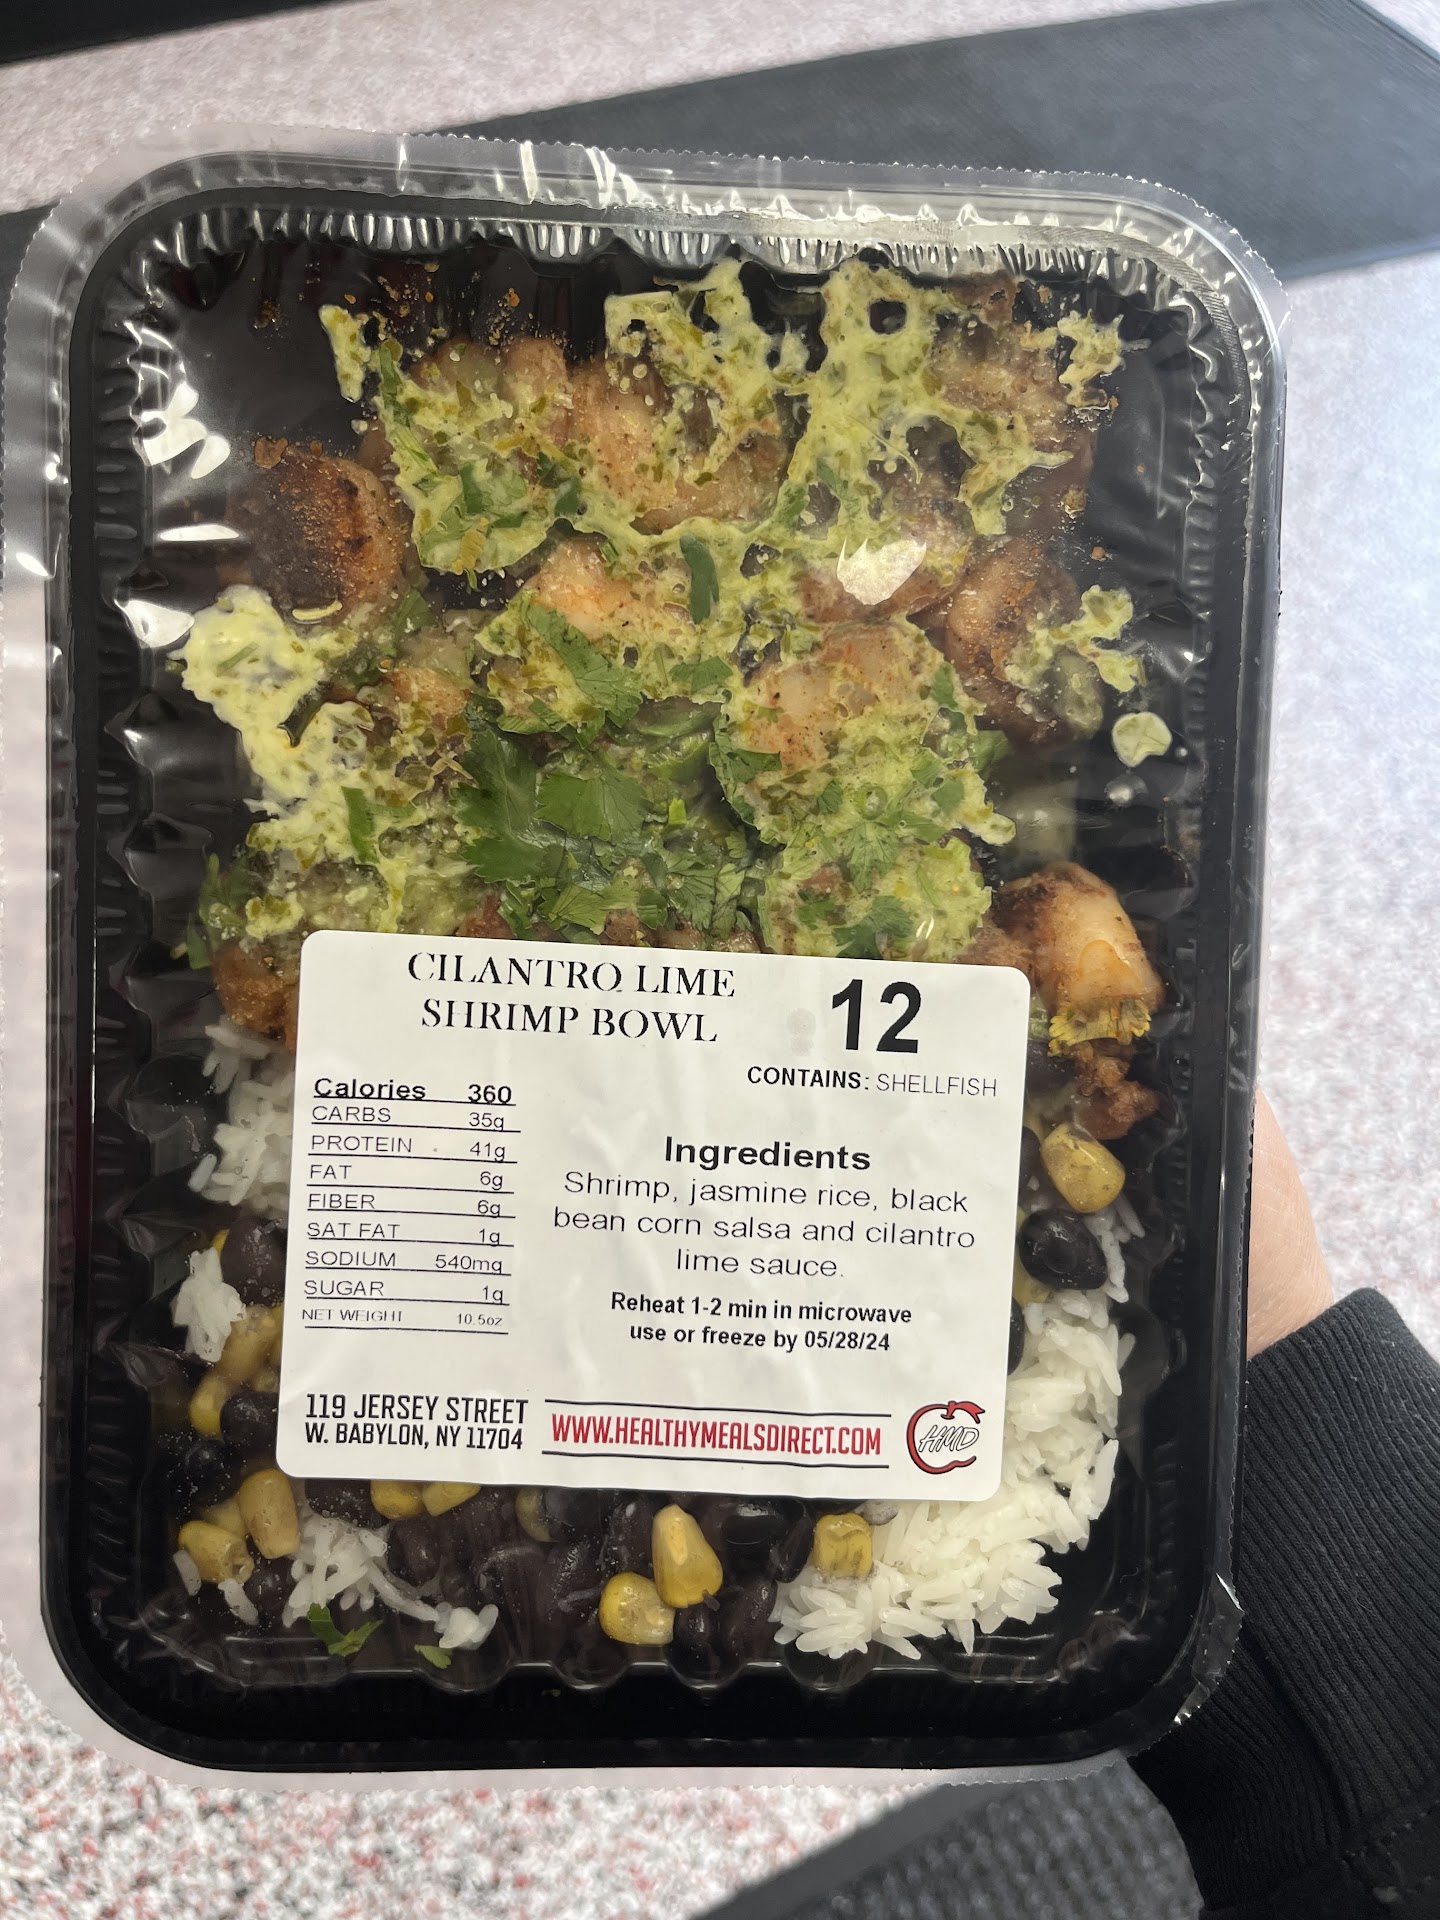 CILANTRO LIME
SHRIMP BOWL
12
CONTAINS: SHELLFISH
Calories 360
CARBS 35g
PROTEIN 41g
FAT 6g
FIBER 6g
SAT FAT 1g
SODIUM 540mg
SUGAR 1g
NET WEIGHT 10.5oz
Ingredients
Shrimp, jasmine rice, black
bean corn salsa and cilantro
lime sauce.
Reheat 1-2 min in microwave
use or freeze by 05/28/24
119 JERSEY STREET
W. BABYLON, NY 11704
WWW.HEALTHYMEALSDIRECT.COM
HMD